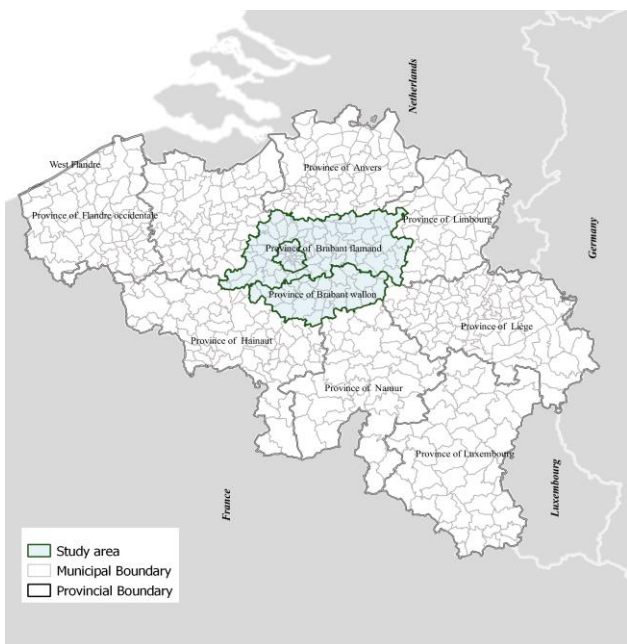 Netherlands
West Flandre
Province of Anvers
Province of Flandre occidentale
Province of Limbourg
Germany
Province of Brabant flamand
Province of Brabant wallon
Province of Liége
Province of Hainaut
Province of Namur
Province of Luxembourg
Luxembourg
France
Study area
Municipal Boundary
Provincial Boundary